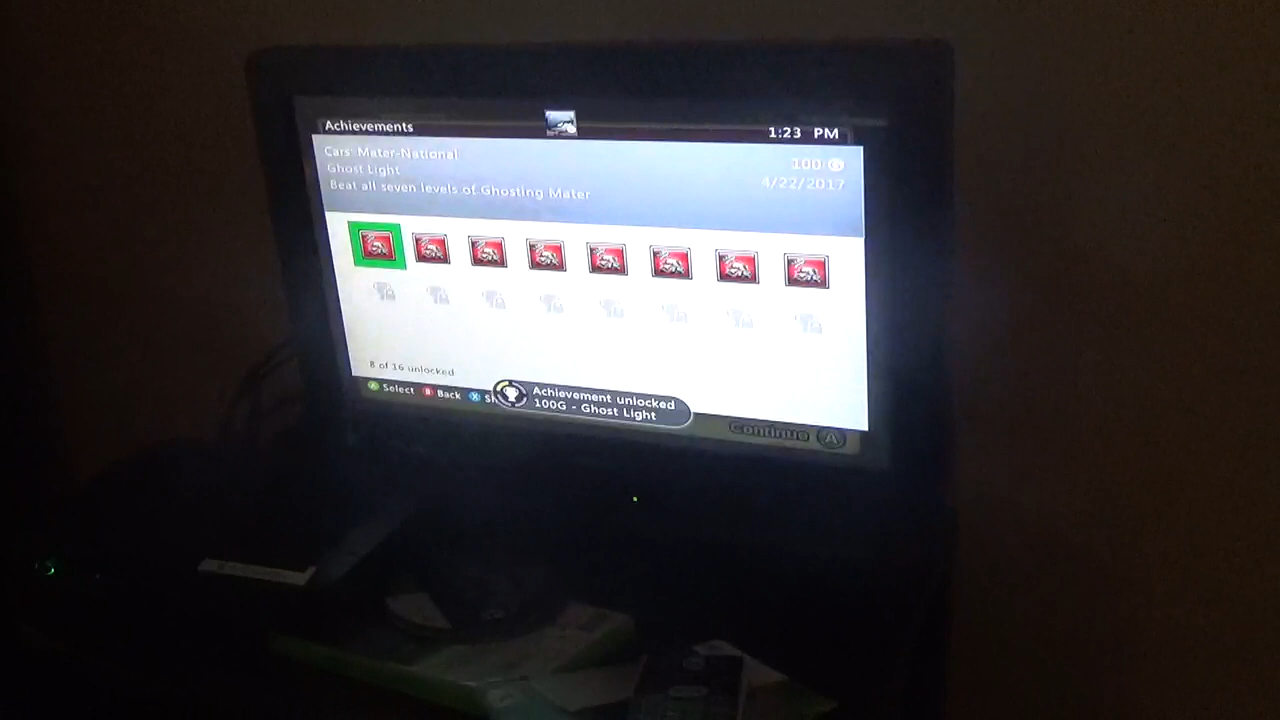 Achievements
1:23 PM
Cars Mater-National
100 G
Ghost Light
4/22/2017
Beat all seven levels of Ghosting Mater
8 of 16 unlocked
A Select B Back X
Achievement unlocked
100G - Ghost Light
Continue A